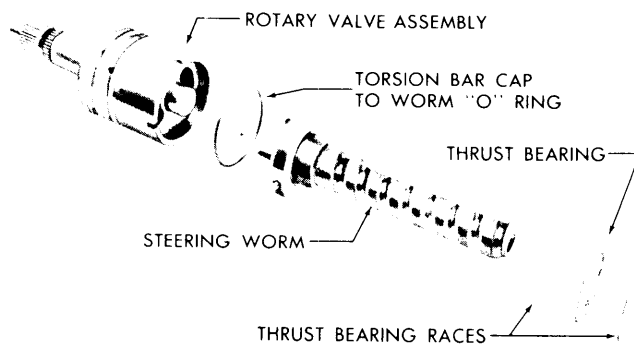 ROTARY VALVE ASSEMBLY
TORSION BAR CAP
TO WORM "O" RING
THRUST BEARING
STEERING WORM
THRUST BEARING RACES